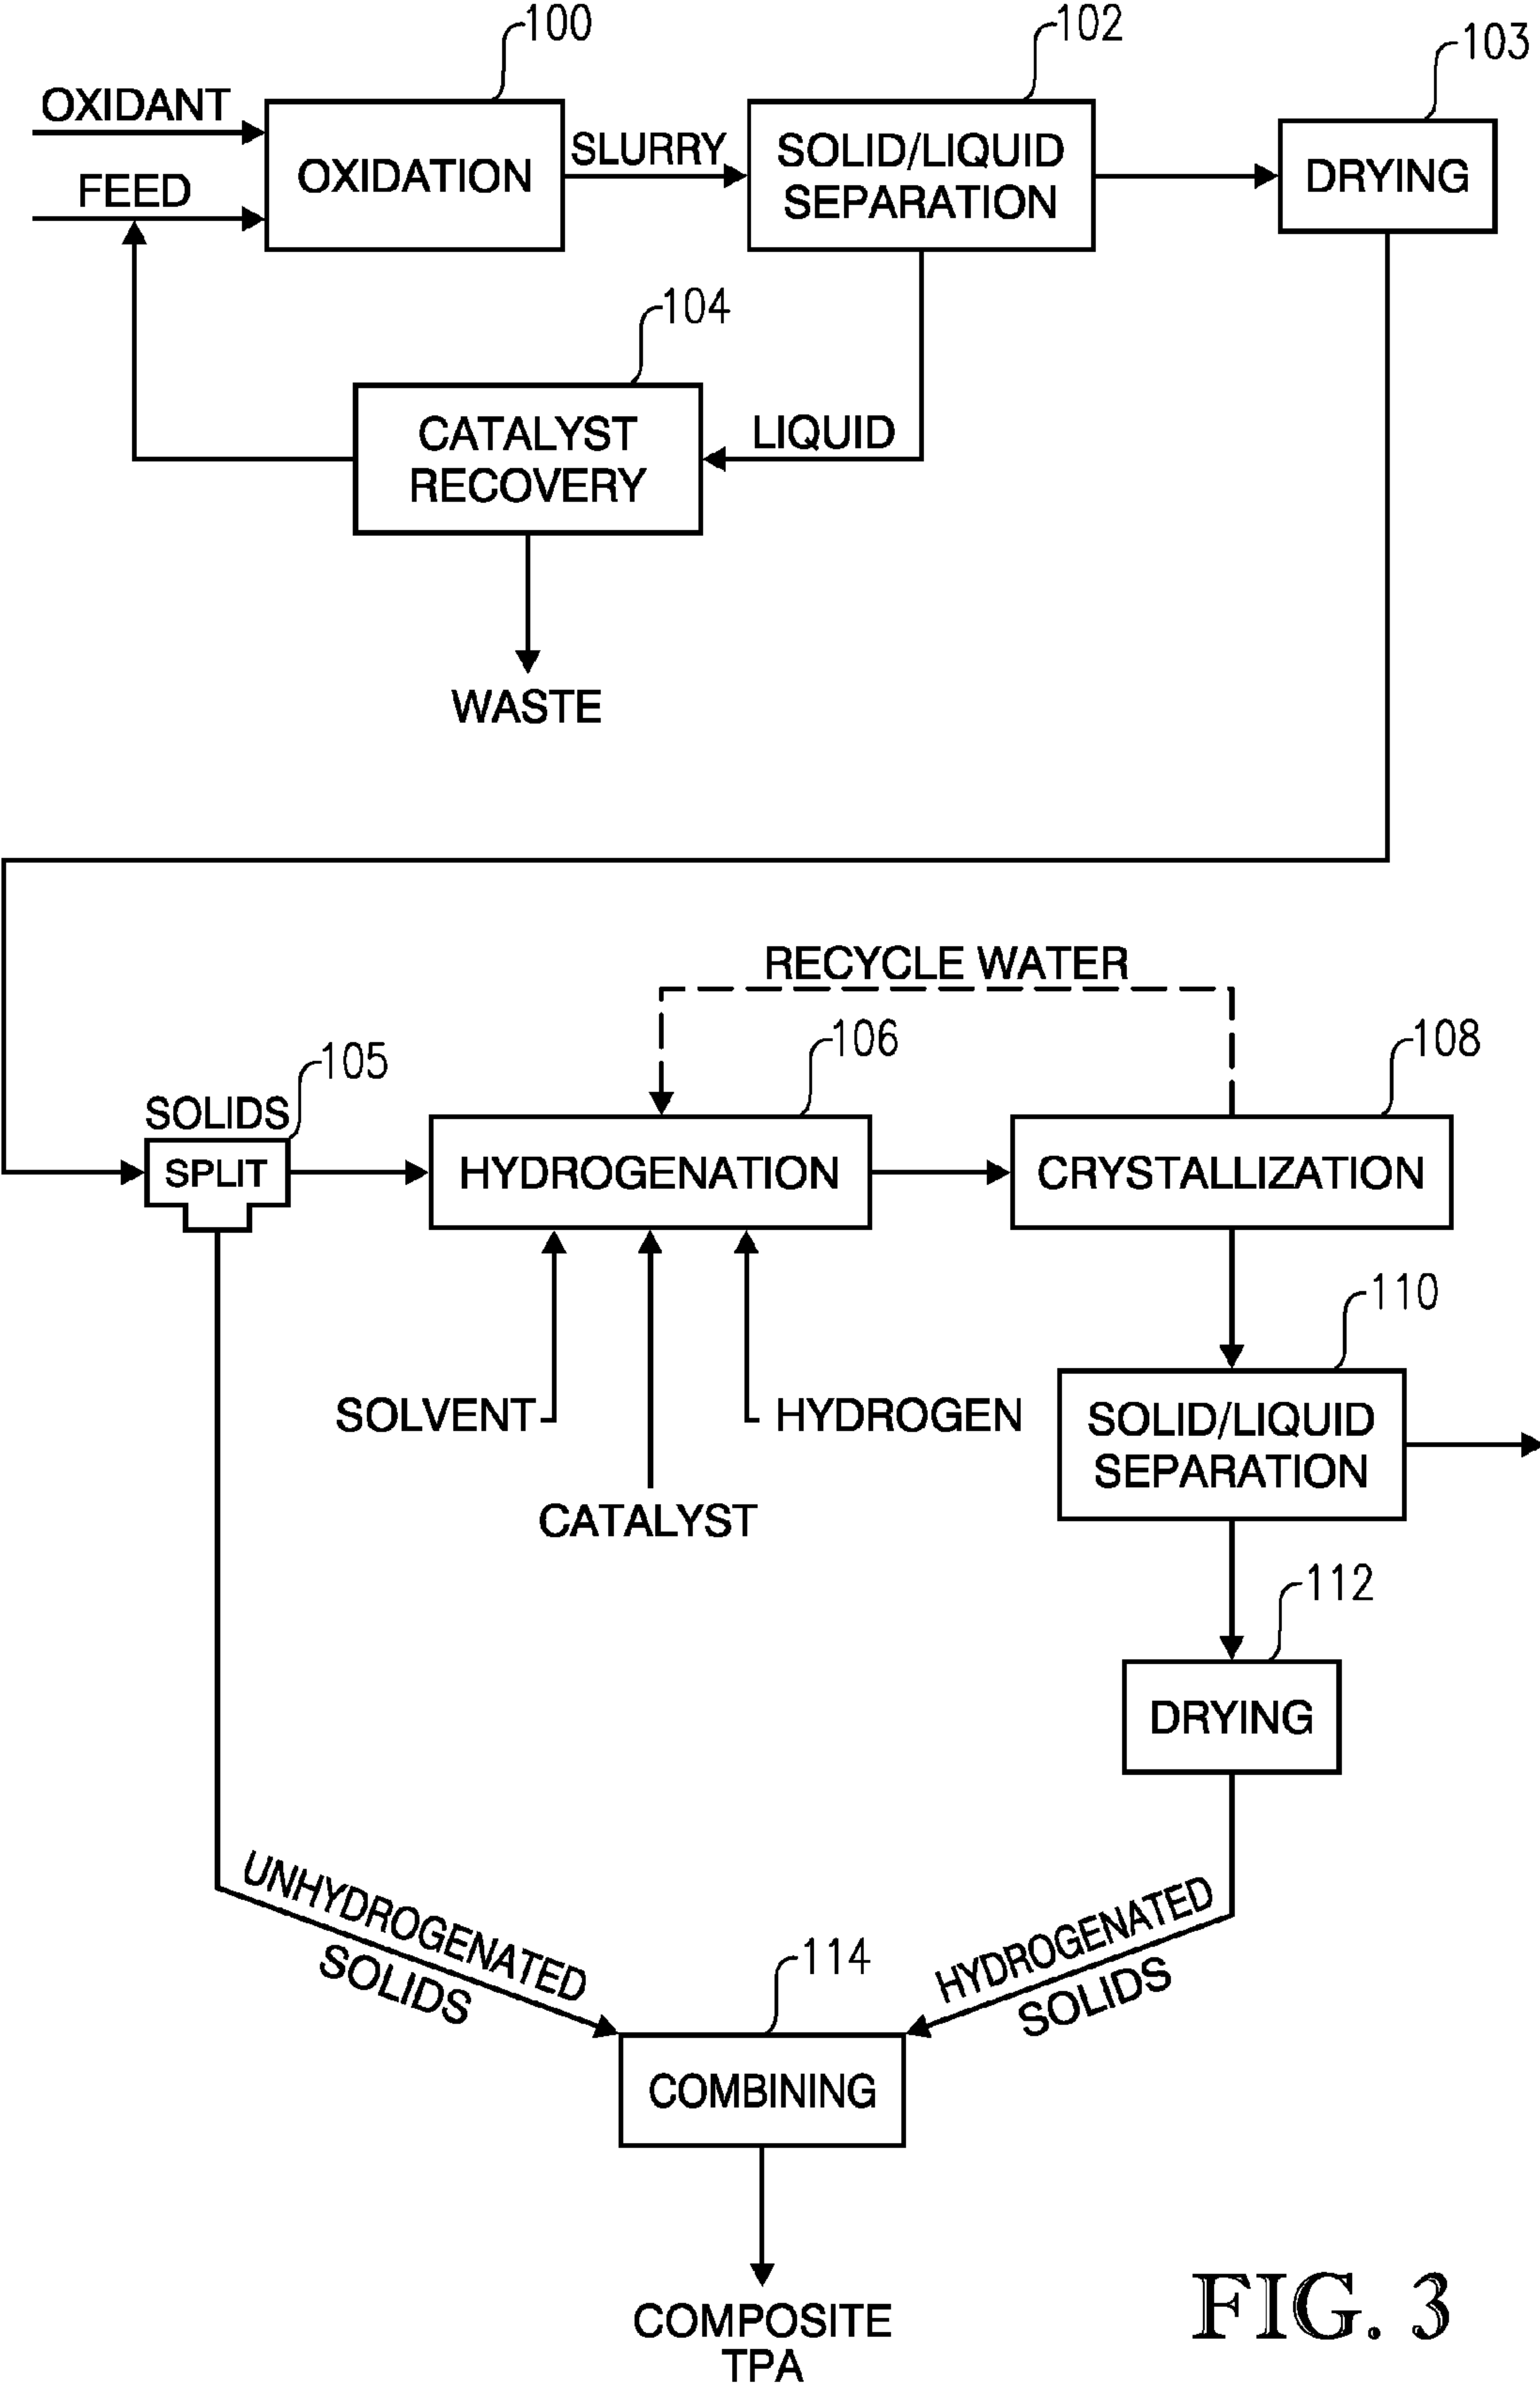 100
102
103
OXIDANT
FEED
OXIDATION
SLURRY
SOLID/LIQUID
SEPARATION
DRYING
104
CATALYST
RECOVERY
LIQUID
WASTE
RECYCLE WATER
105
106
108
SOLIDS
SPLIT
HYDROGENATION
CRYSTALLIZATION
110
SOLVENT
HYDROGEN
CATALYST
SOLID/LIQUID
SEPARATION
112
DRYING
UNHYDROGENATED
SOLIDS
HYDROGENATED
SOLIDS
114
COMBINING
COMPOSITE
TPA
FIG. 3